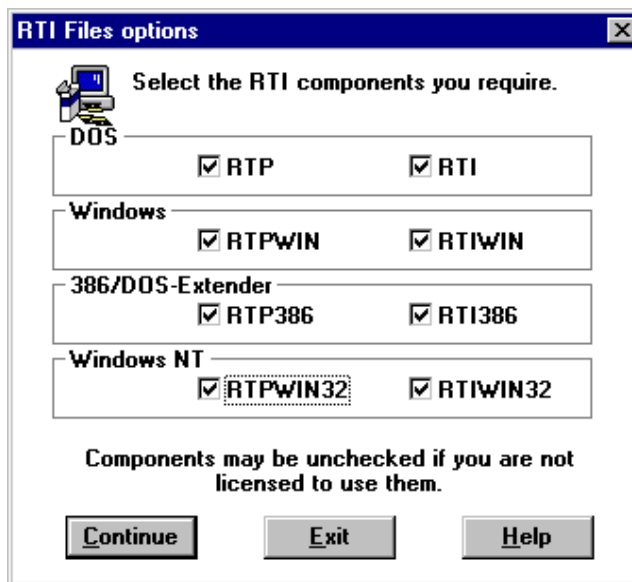 RTI Files options
Select the RTI components you require.
DOS
RTP RTI
Windows
RTPWIN RTIWIN
386/DOS-Extender
RTP386 RTI386
Windows NT
RTPWIN32 RTIWIN32
Components may be unchecked if you are not
licensed to use them.
Continue Exit Help